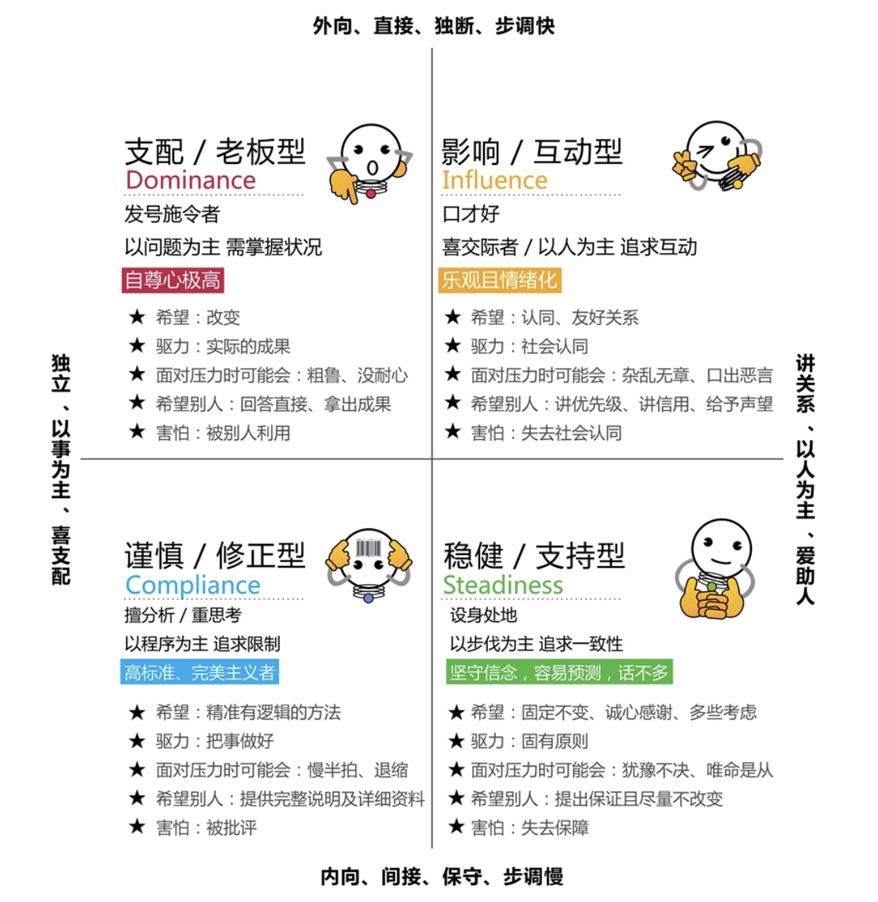 外向、直接、独断、步调快
支配 / 老板型
Dominance
发号施令者
以问题为主 需掌握状况
自尊心极高
★ 希望：改变
★ 驱力：实际的成果
★ 面对压力时可能会：粗鲁、没耐心
★ 希望别人：回答直接、拿出成果
★ 害怕：被别人利用
影响 / 互动型
Influence
口才好
喜交际者 / 以人为主 追求互动
乐观且情绪化
★ 希望：认同、友好关系
★ 驱力：社会认同
★ 面对压力时可能会：杂乱无章、口出恶言
★ 希望别人：讲优先级、讲信用、给予声望
★ 害怕：失去社会认同
独立、以事为主、喜支配
讲关系、以人为主、爱助人
谨慎 / 修正型
Compliance
擅分析 / 重思考
以程序为主 追求限制
高标准、完美主义者
★ 希望：精准有逻辑的方法
★ 驱力：把事做好
★ 面对压力时可能会：慢半拍、退缩
★ 希望别人：提供完整说明及详细资料
★ 害怕：被批评
稳健 / 支持型
Steadiness
设身处地
以步伐为主 追求一致性
坚守信念，容易预测，话不多
★ 希望：固定不变、诚心感谢、多些考虑
★ 驱力：固有原则
★ 面对压力时可能会：犹豫不决、唯命是从
★ 希望别人：提出保证且尽量不改变
★ 害怕：失去保障
内向、间接、保守、步调慢